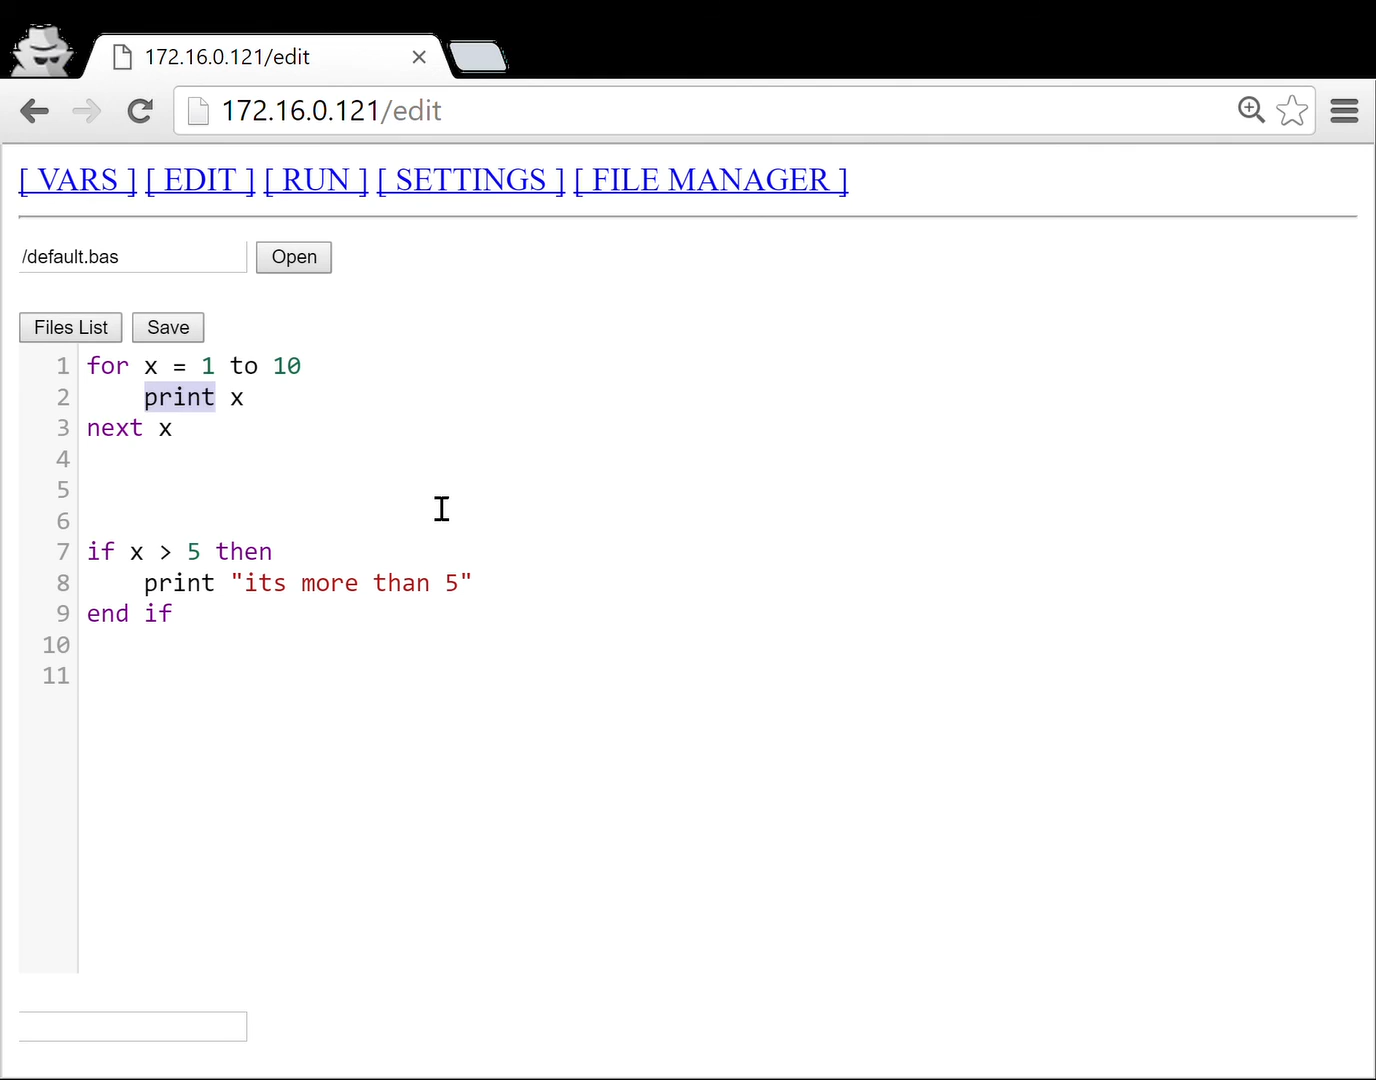 172.16.0.121/edit
172.16.0.121/edit
[ VARS ] [ EDIT ] [ RUN ] [ SETTINGS ] [ FILE MANAGER ]
/default.bas Open
Files List Save
1 for x = 1 to 10
2     print x
3 next x
4
5
6
7 if x > 5 then
8     print "its more than 5"
9 end if
10
11